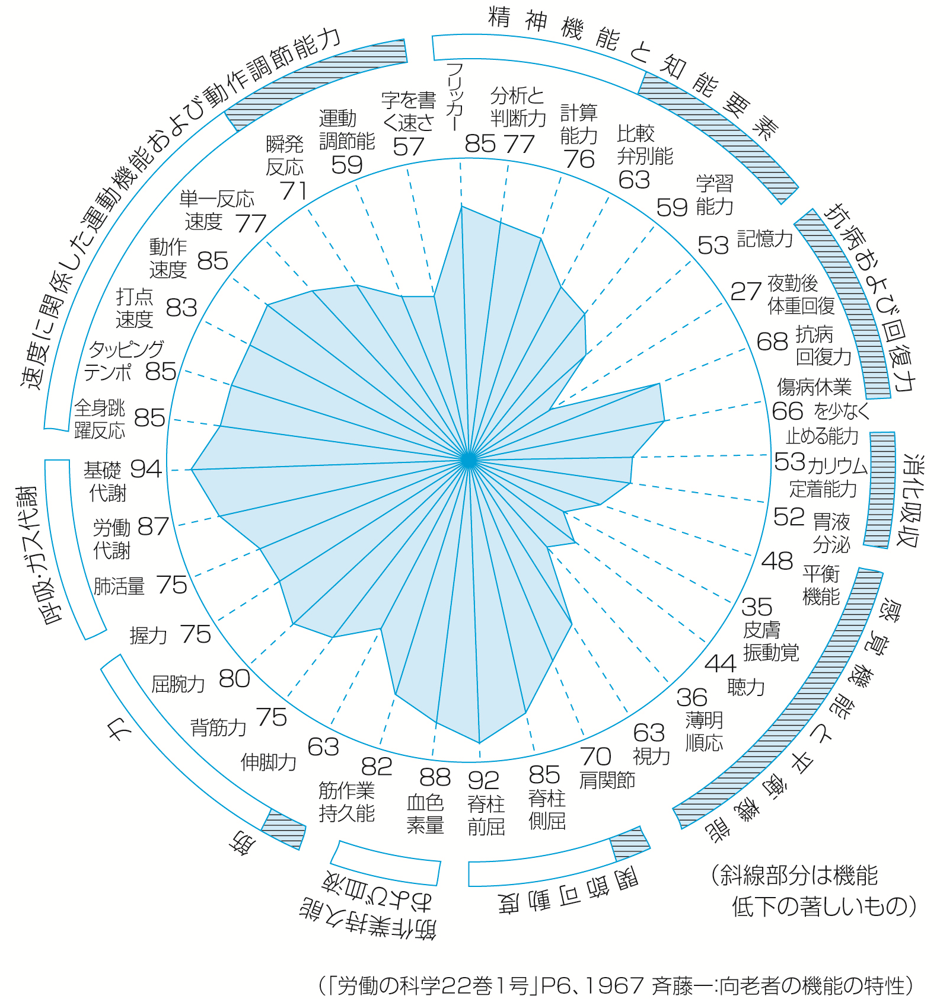 精神機能と知能要素
フリッカー
85
分析と
判断力
77
計算
能力
76
比較
弁別能
63
学習
能力
59
記憶力
53
抗病および回復力
夜勤後
体重回復
27
抗病
回復力
68
傷病休業
を少なく
止める能力
66
消化吸収
カリウム
定着能力
53
胃液
分泌
52
感覚機能と平衡機能
平衡
機能
48
35
皮膚
振動覚
44
聴力
36
薄明
順応
63
視力
関節可動度
70
肩関節
85
脊柱
側屈
92
脊柱
前屈
筋作業持久能
および血液
88
血色
素量
82
筋作業
持久能
筋力
63
伸脚力
75
背筋力
80
屈腕力
75
握力
呼吸・ガス代謝
肺活量
75
労働
代謝
87
基礎
代謝
94
速度に関係した運動機能および動作調節能力
全身跳
躍反応
85
タッピング
テンポ
85
打点
速度
83
動作
速度
85
単一反応
速度
77
瞬発
反応
71
運動
調節能
59
字を書
く速さ
57
（斜線部分は機能
低下の著しいもの）
（「労働の科学22巻1号」P6、1967 斉藤一:向老者の機能の特性）